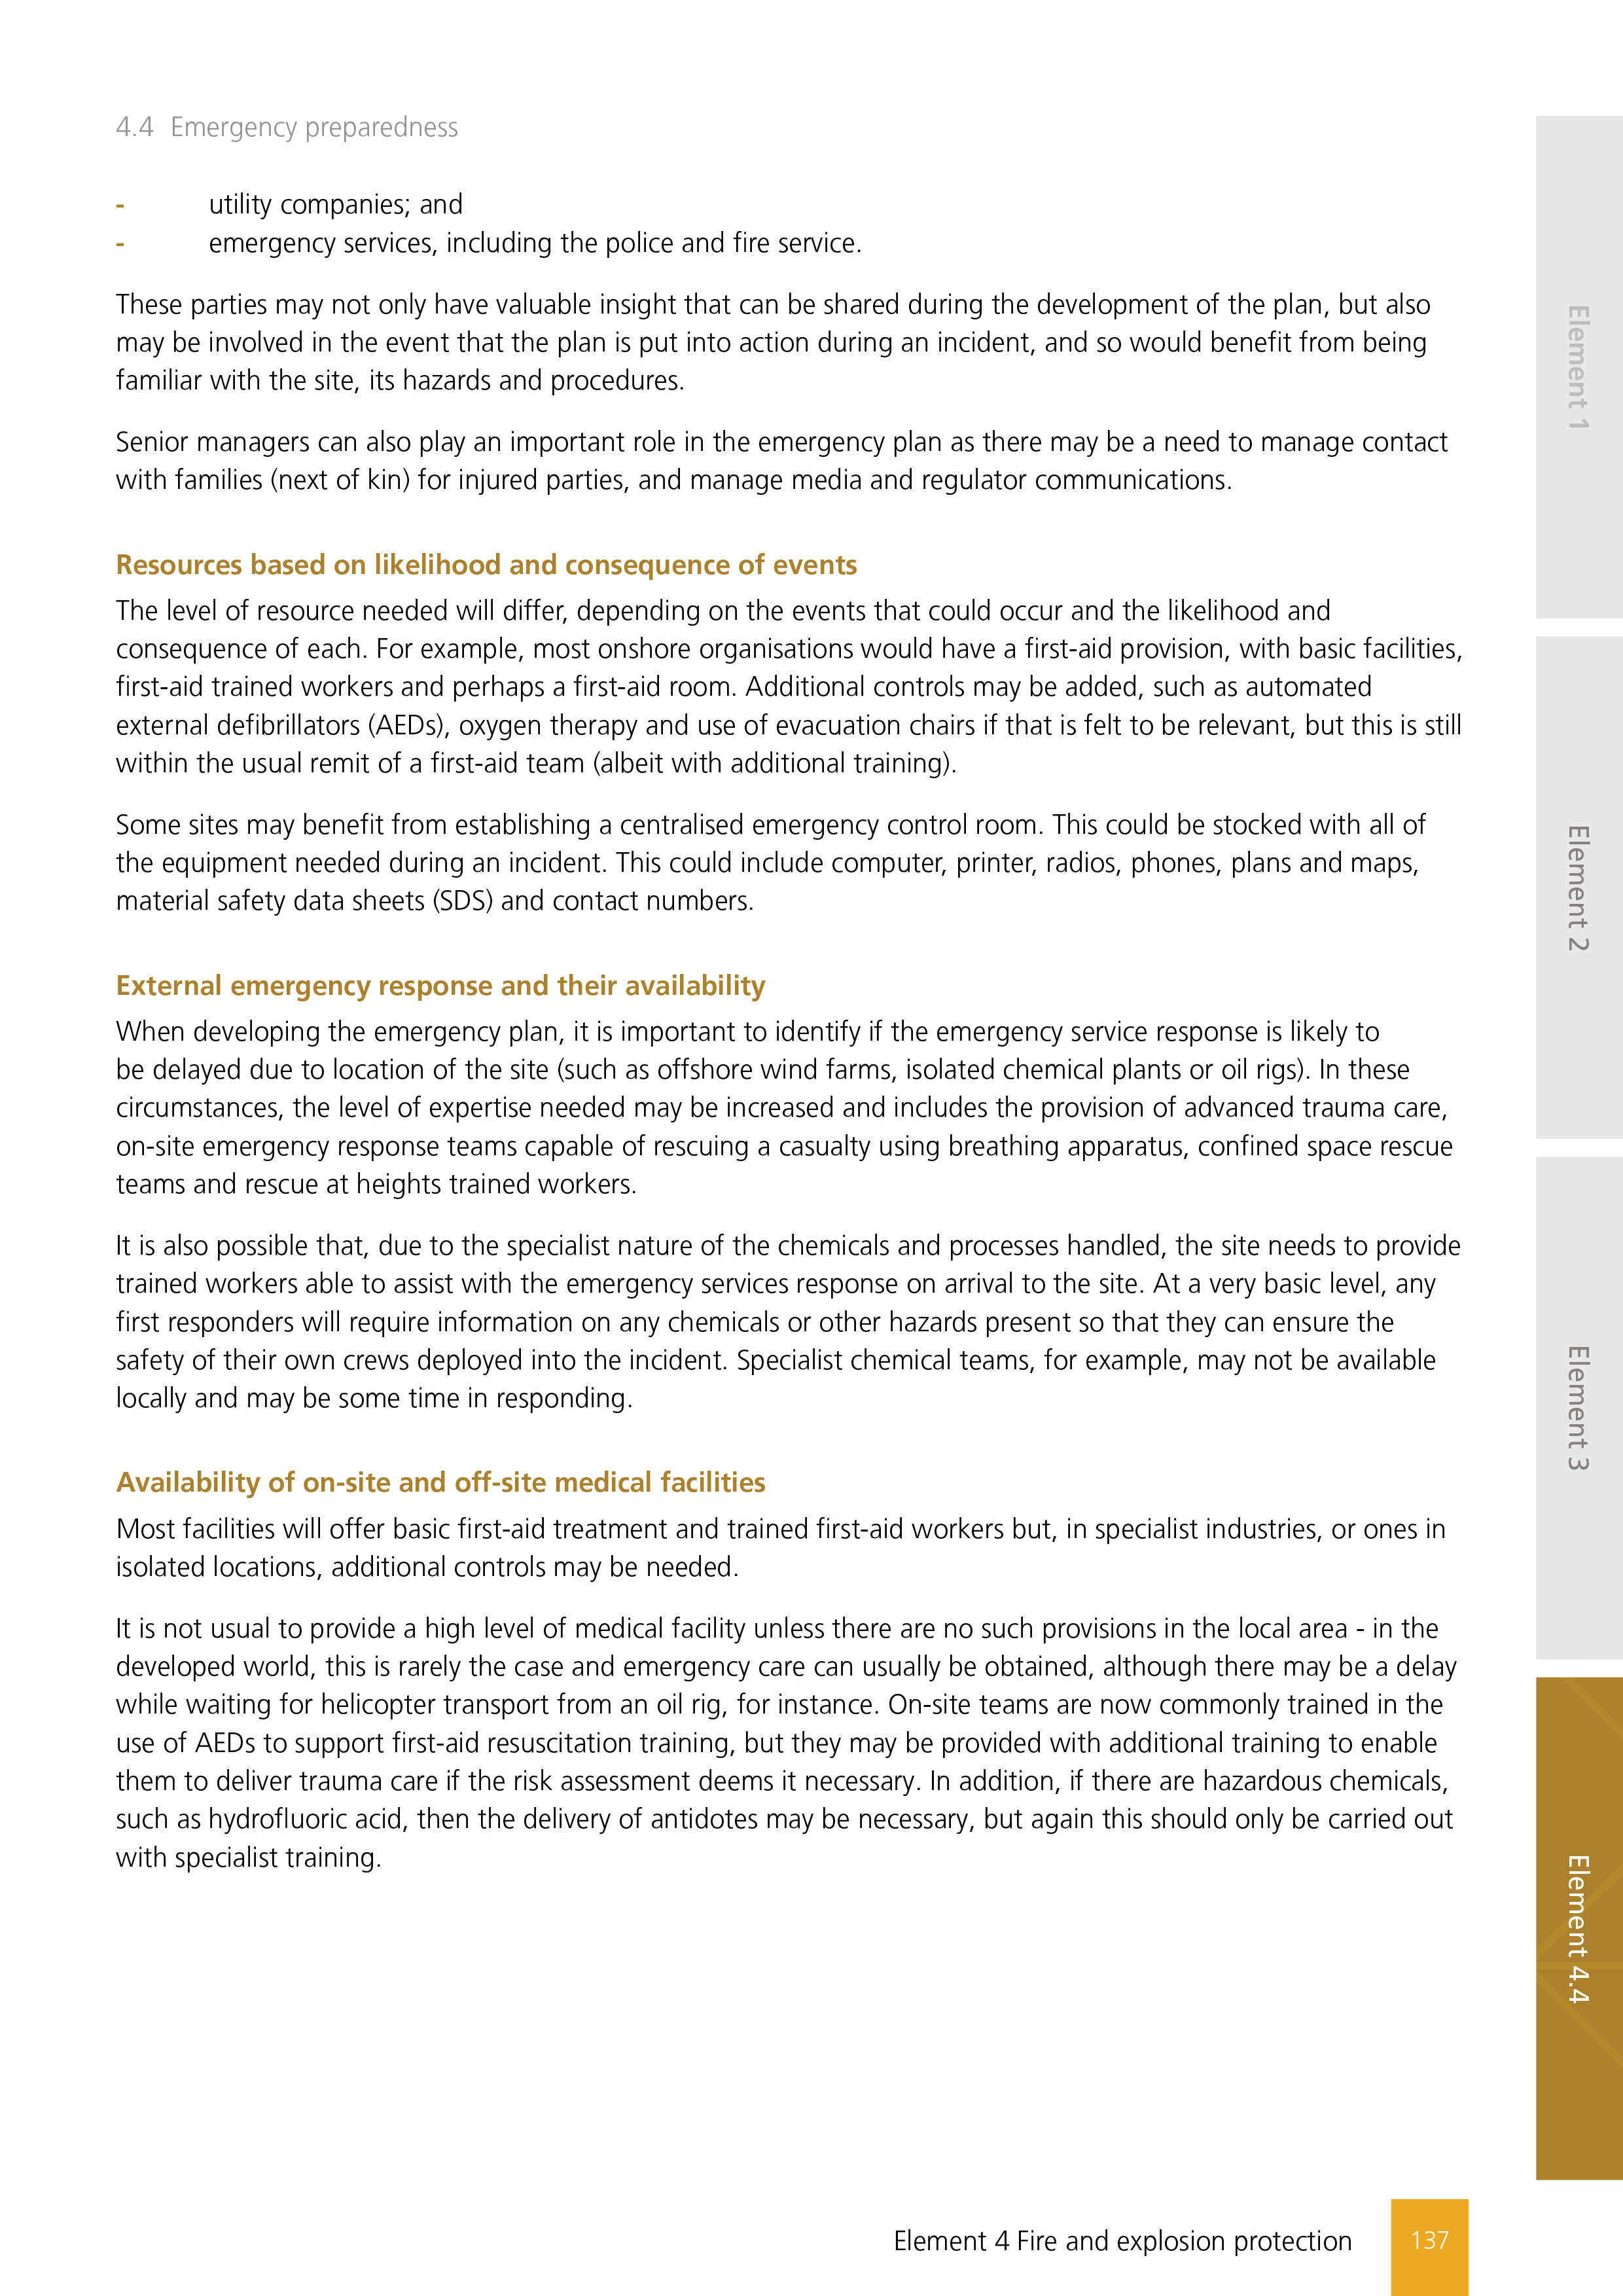 4.4 Emergency preparedness
- utility companies; and
- emergency services, including the police and fire service.
These parties may not only have valuable insight that can be shared during the development of the plan, but also
may be involved in the event that the plan is put into action during an incident, and so would benefit from being
familiar with the site, its hazards and procedures.
Senior managers can also play an important role in the emergency plan as there may be a need to manage contact
with families (next of kin) for injured parties, and manage media and regulator communications.
Resources based on likelihood and consequence of events
The level of resource needed will differ, depending on the events that could occur and the likelihood and
consequence of each. For example, most onshore organisations would have a first-aid provision, with basic facilities,
first-aid trained workers and perhaps a first-aid room. Additional controls may be added, such as automated
external defibrillators (AEDs), oxygen therapy and use of evacuation chairs if that is felt to be relevant, but this is still
within the usual remit of a first-aid team (albeit with additional training).
Some sites may benefit from establishing a centralised emergency control room. This could be stocked with all of
the equipment needed during an incident. This could include computer, printer, radios, phones, plans and maps,
material safety data sheets (SDS) and contact numbers.
External emergency response and their availability
When developing the emergency plan, it is important to identify if the emergency service response is likely to
be delayed due to location of the site (such as offshore wind farms, isolated chemical plants or oil rigs). In these
circumstances, the level of expertise needed may be increased and includes the provision of advanced trauma care,
on-site emergency response teams capable of rescuing a casualty using breathing apparatus, confined space rescue
teams and rescue at heights trained workers.
It is also possible that, due to the specialist nature of the chemicals and processes handled, the site needs to provide
trained workers able to assist with the emergency services response on arrival to the site. At a very basic level, any
first responders will require information on any chemicals or other hazards present so that they can ensure the
safety of their own crews deployed into the incident. Specialist chemical teams, for example, may not be available
locally and may be some time in responding.
Availability of on-site and off-site medical facilities
Most facilities will offer basic first-aid treatment and trained first-aid workers but, in specialist industries, or ones in
isolated locations, additional controls may be needed.
It is not usual to provide a high level of medical facility unless there are no such provisions in the local area - in the
developed world, this is rarely the case and emergency care can usually be obtained, although there may be a delay
while waiting for helicopter transport from an oil rig, for instance. On-site teams are now commonly trained in the
use of AEDs to support first-aid resuscitation training, but they may be provided with additional training to enable
them to deliver trauma care if the risk assessment deems it necessary. In addition, if there are hazardous chemicals,
such as hydrofluoric acid, then the delivery of antidotes may be necessary, but again this should only be carried out
with specialist training.
Element 1
Element 2
Element 3
Element 4.4
Element 4 Fire and explosion protection
137